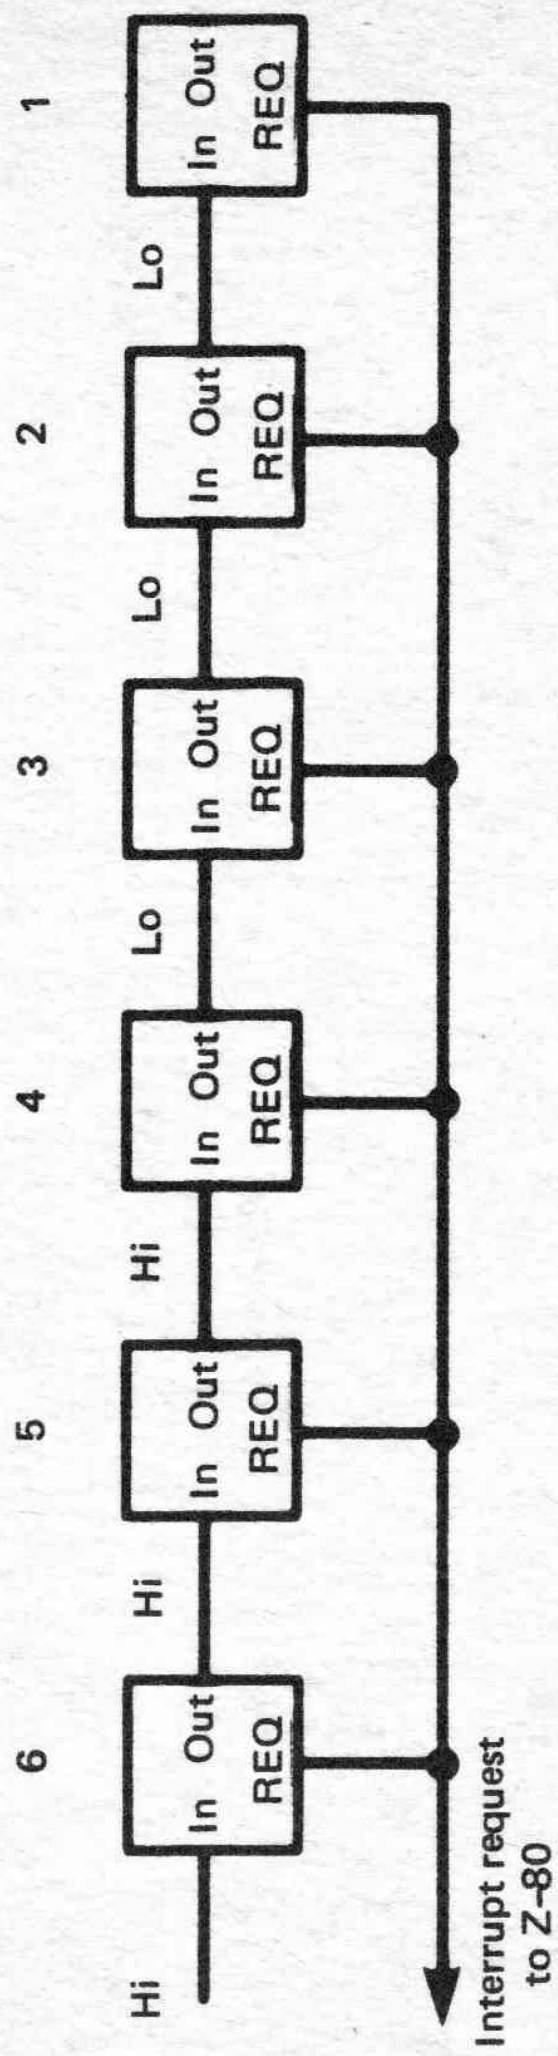 6 5 4 3 2 1
Hi Hi Hi Lo Lo Lo
In Out In Out In Out In Out In Out In Out
REQ REQ REQ REQ REQ REQ
Interrupt request
to Z-80